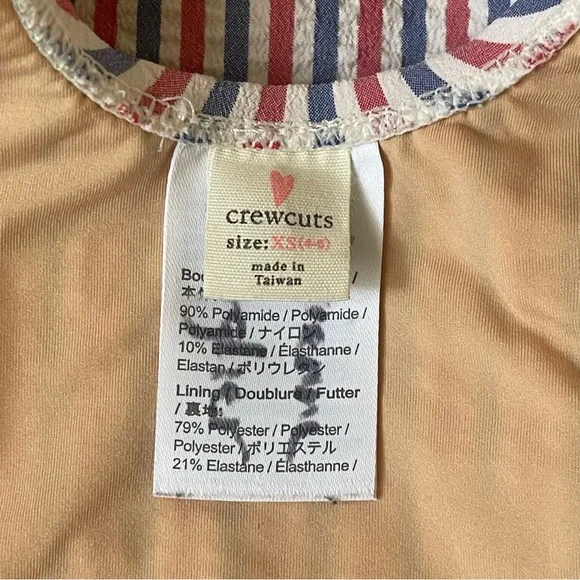 crewcuts
size: XS(4-5)
made in
Taiwan
90% Polyamide / Polyamide /
Polyamide / ナイロン
10% Elastane / Élasthanne /
Elastan / ポリウレタン
Lining / Doublure / Futter
/ 裏地:
79% Polyester / Polyester /
Polyester / ポリエステル
21% Elastane / Élasthanne /